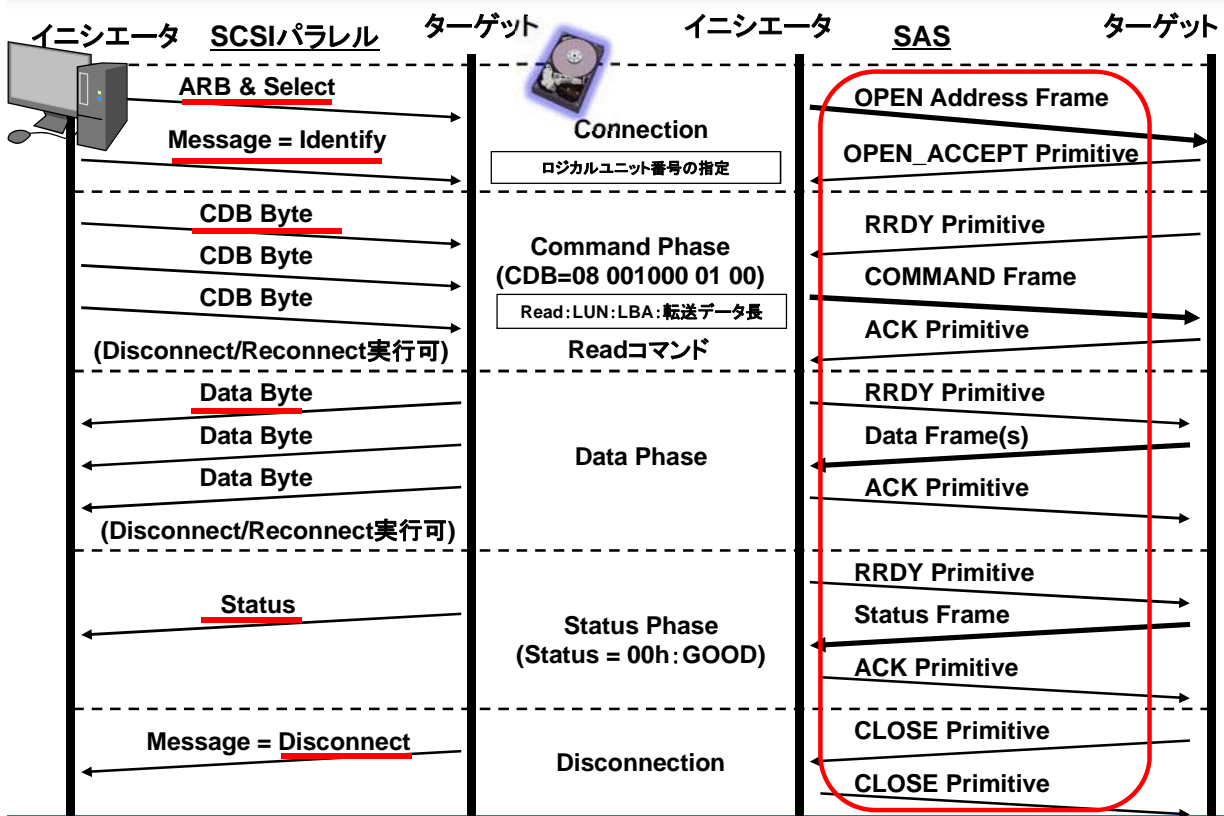 イニシエータ SCSIパラレル ターゲット イニシエータ SAS ターゲット
ARB & Select
Message = Identify
Connection
ロジカルユニット番号の指定
OPEN Address Frame
OPEN_ACCEPT Primitive
CDB Byte
CDB Byte
CDB Byte
(Disconnect/Reconnect実行可)
Command Phase
(CDB=08 001000 01 00)
Read:LUN:LBA:転送データ長
Readコマンド
RRDY Primitive
COMMAND Frame
ACK Primitive
Data Byte
Data Byte
Data Byte
(Disconnect/Reconnect実行可)
Data Phase
RRDY Primitive
Data Frame(s)
ACK Primitive
Status
Status Phase
(Status = 00h:GOOD)
RRDY Primitive
Status Frame
ACK Primitive
Message = Disconnect
Disconnection
CLOSE Primitive
CLOSE Primitive